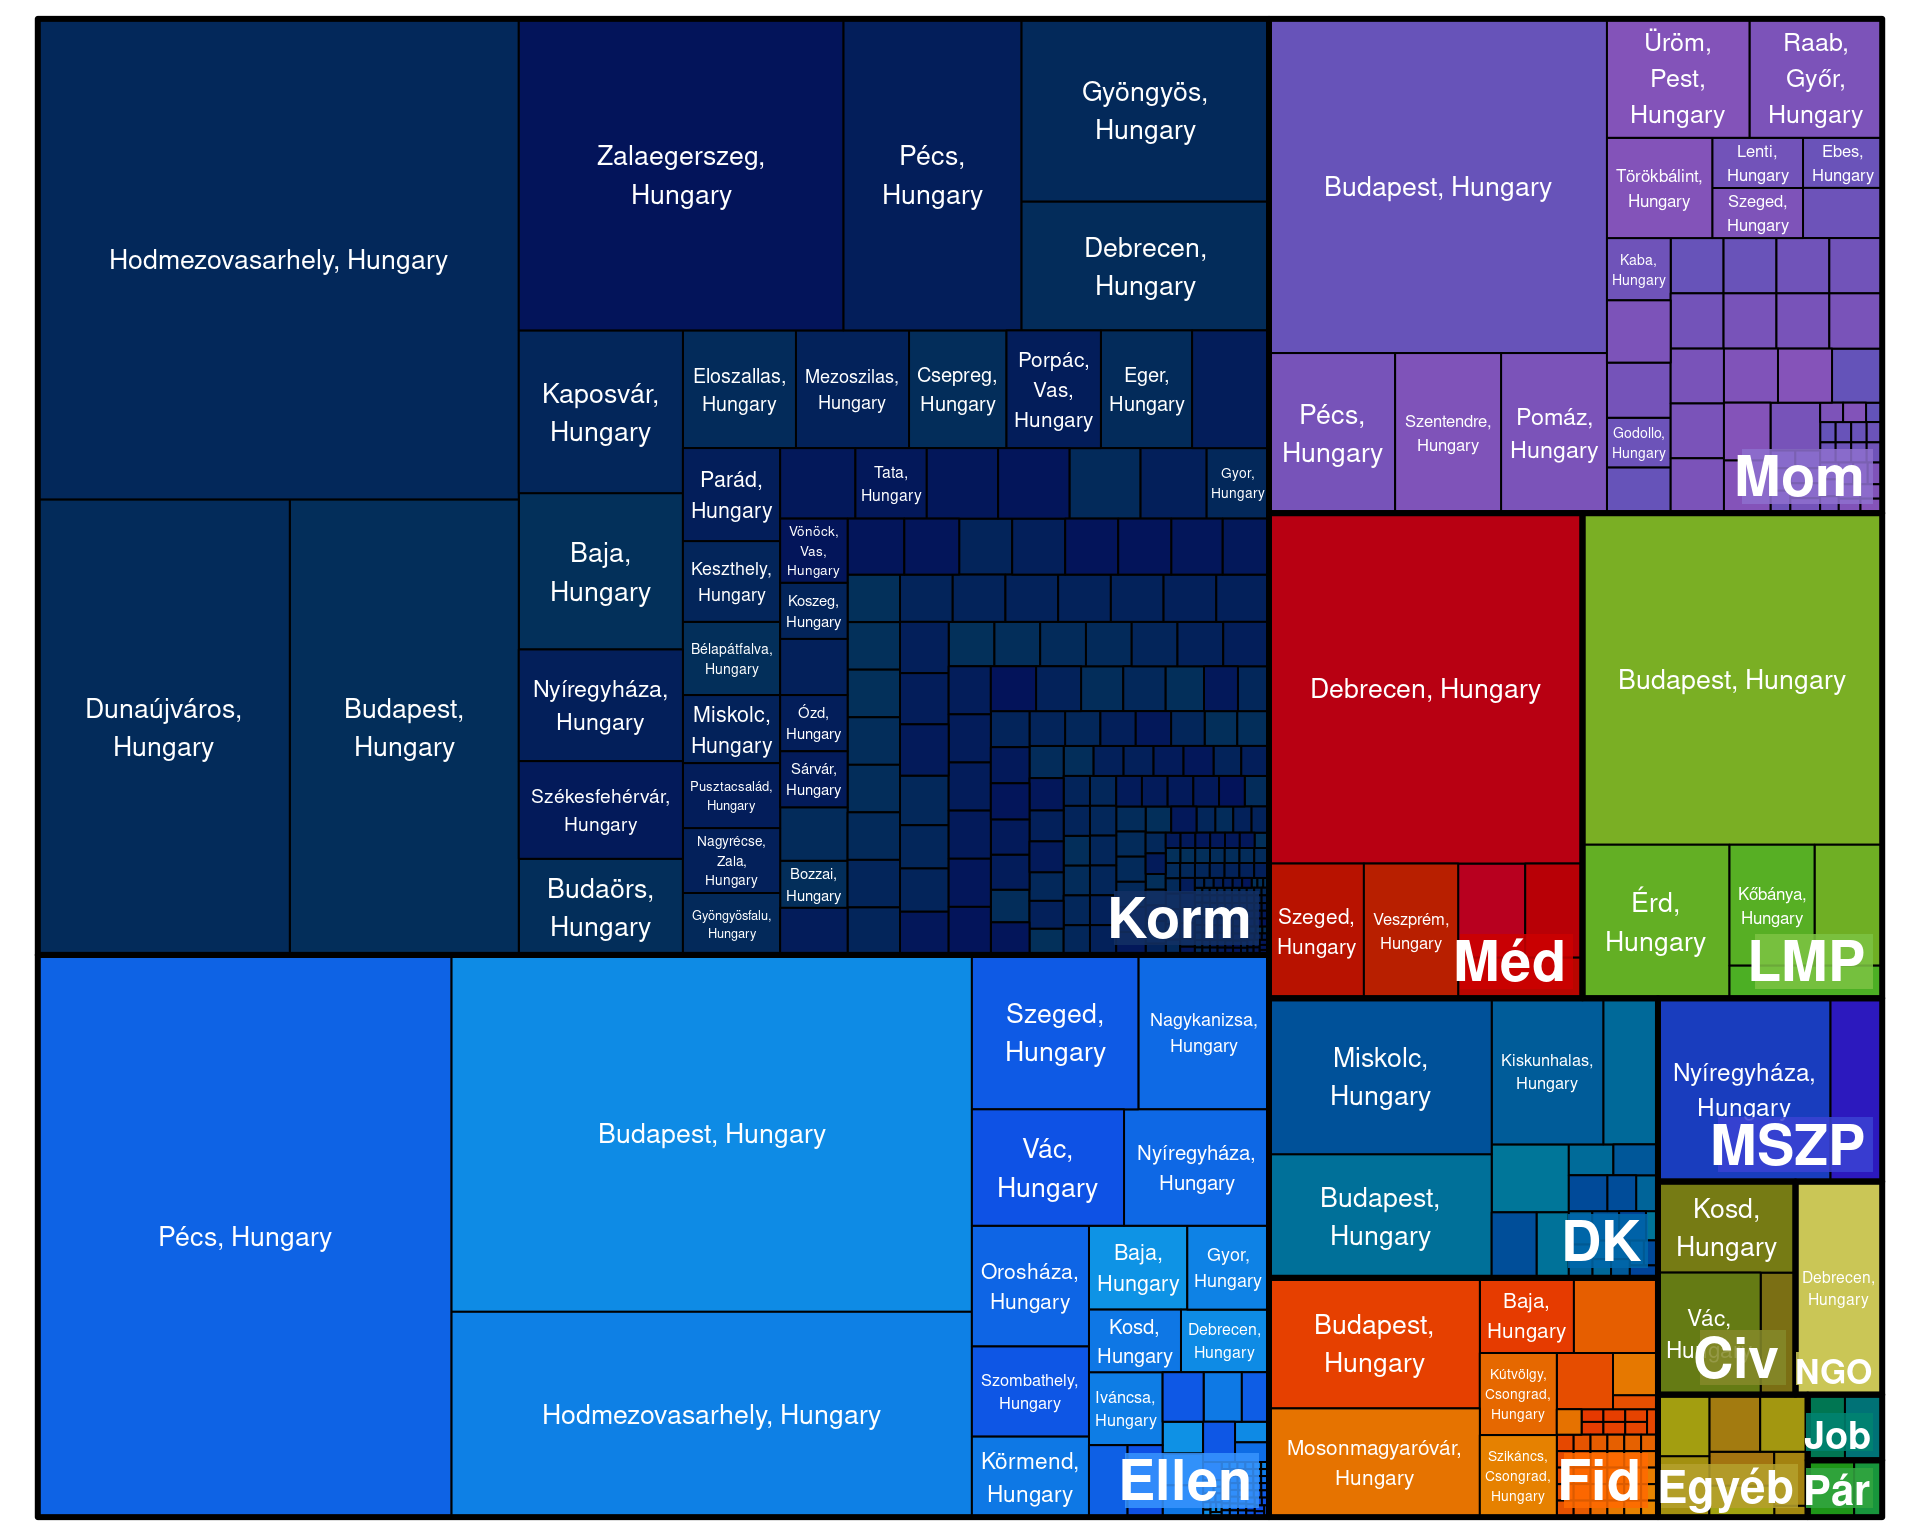 Hodmezovasarhely, Hungary
Zalaegerszeg,
Hungary
Pécs,
Hungary
Gyöngyös,
Hungary
Debrecen,
Hungary
Dunaújváros,
Hungary
Budapest,
Hungary
Kaposvár,
Hungary
Baja,
Hungary
Nyíregyháza,
Hungary
Székesfehérvár,
Hungary
Budaörs,
Hungary
Eloszallas,
Hungary
Mezoszilas,
Hungary
Csepreg,
Hungary
Porpác,
Vas,
Hungary
Eger,
Hungary
Parád,
Hungary
Keszthely,
Hungary
Bélapátfalva,
Hungary
Miskolc,
Hungary
Pusztacsalád,
Hungary
Nagyrécse,
Zala,
Hungary
Gyöngyösfalu,
Hungary
Tata,
Hungary
Gyor,
Hungary
Vönöck,
Vas,
Hungary
Koszeg,
Hungary
Ózd,
Hungary
Sárvár,
Hungary
Bozzai,
Hungary
Korm
Pécs, Hungary
Budapest, Hungary
Hodmezovasarhely, Hungary
Szeged,
Hungary
Nagykanizsa,
Hungary
Vác,
Hungary
Nyíregyháza,
Hungary
Orosháza,
Hungary
Szombathely,
Hungary
Körmend,
Hungary
Baja,
Hungary
Gyor,
Hungary
Kosd,
Hungary
Debrecen,
Hungary
Iváncsa,
Hungary
Ellen
Budapest, Hungary
Pécs,
Hungary
Szentendre,
Hungary
Pomáz,
Hungary
Üröm,
Pest,
Hungary
Raab,
Győr,
Hungary
Törökbálint,
Hungary
Lenti,
Hungary
Ebes,
Hungary
Szeged,
Hungary
Kaba,
Hungary
Godollo,
Hungary
Mom
Debrecen, Hungary
Szeged,
Hungary
Veszprém,
Hungary
Méd
Budapest, Hungary
Érd,
Hungary
Kőbánya,
Hungary
LMP
Miskolc,
Hungary
Budapest,
Hungary
Kiskunhalas,
Hungary
DK
Nyíregyháza,
Hungary
MSZP
Budapest,
Hungary
Mosonmagyaróvár,
Hungary
Baja,
Hungary
Kútvölgy,
Csongrad,
Hungary
Szikáncs,
Csongrad,
Hungary
Fid
Kosd,
Hungary
Vác,
Hungary
Civ
Debrecen,
Hungary
NGO
Egyéb
Job
Pár